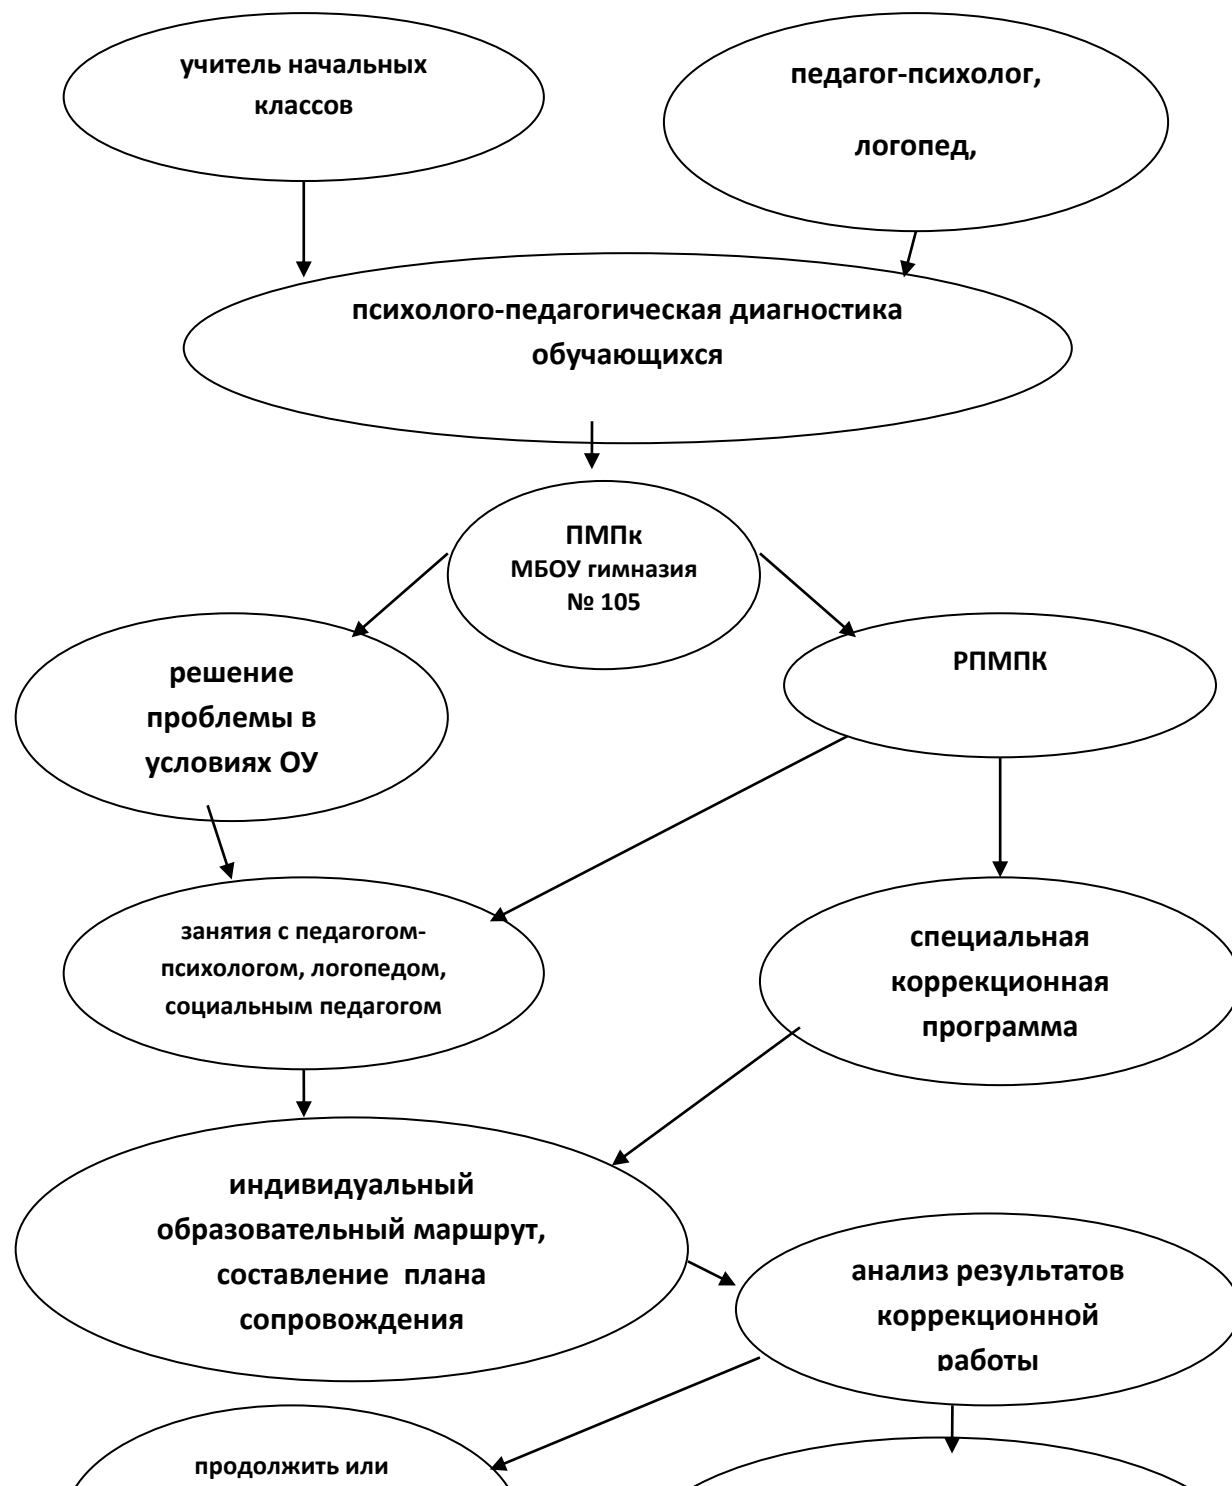 учитель начальных
классов
педагог-психолог,
логопед,
психолого-педагогическая диагностика
обучающихся
ПМПк
МБОУ гимназия
№ 105
решение
проблемы в
условиях ОУ
РПМПК
занятия с педагогом-
психологом, логопедом,
социальным педагогом
специальная
коррекционная
программа
индивидуальный
образовательный маршрут,
составление плана
сопровождения
анализ результатов
коррекционной
работы
продолжить или